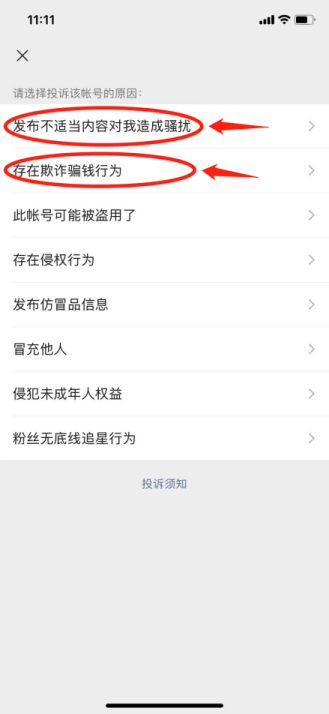 11:11
请选择投诉该帐号的原因：
发布不适当内容对我造成骚扰
存在欺诈骗钱行为
此帐号可能被盗用了
存在侵权行为
发布仿冒品信息
冒充他人
侵犯未成年人权益
粉丝无底线追星行为
投诉须知